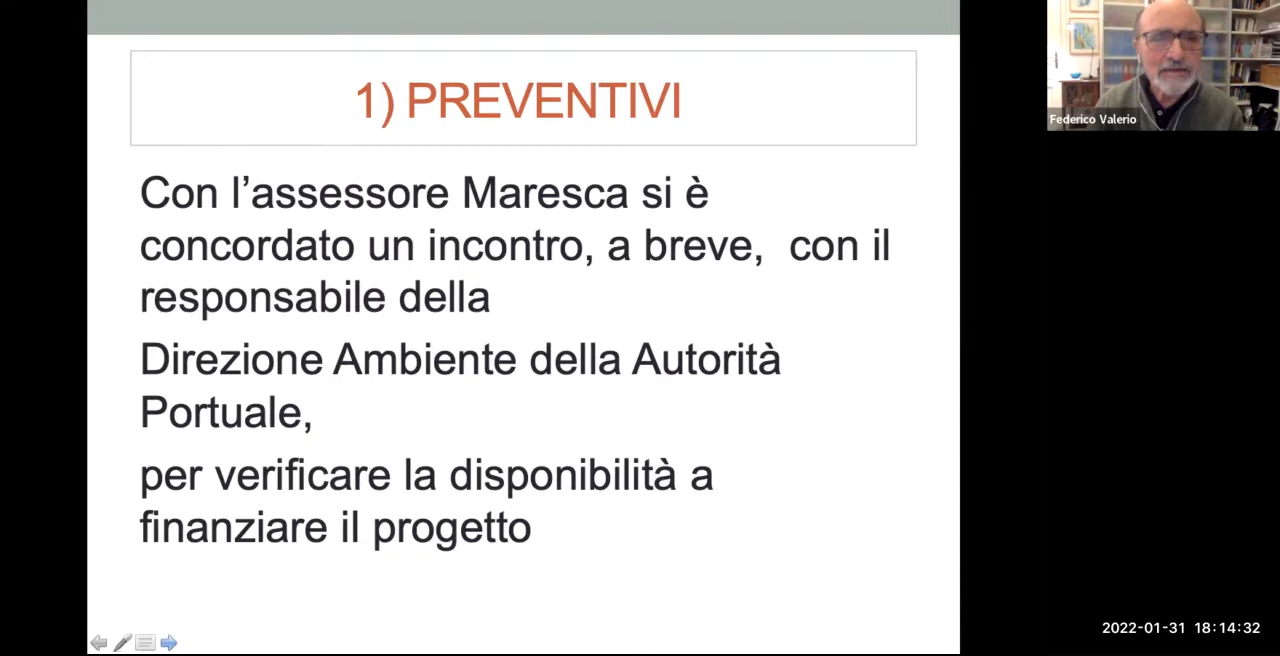 1) PREVENTIVI
Con l’assessore Maresca si è
concordato un incontro, a breve,  con il
responsabile della
Direzione Ambiente della Autorità
Portuale,
per verificare la disponibilità a
finanziare il progetto
Federico Valerio
2022-01-31 18:14:32